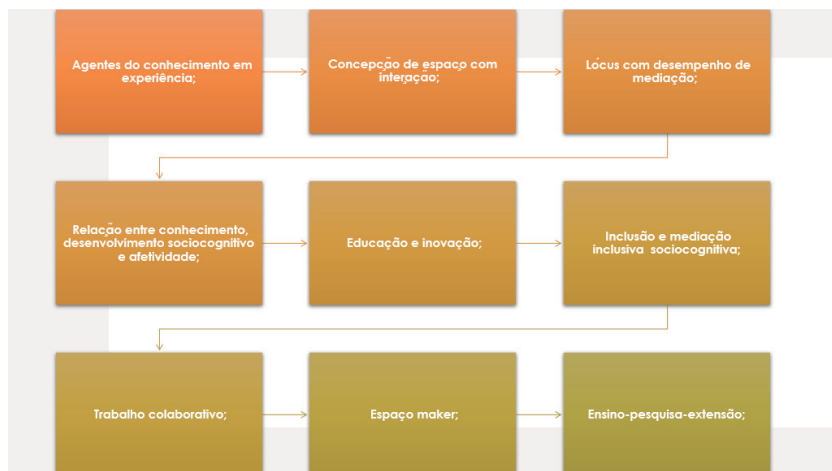 Agentes do conhecimento em
experiência;
Concepção de espaço com
interação;
Lócus com desempenho de
mediação;
Relação entre conhecimento,
desenvolvimento sociocognitivo
e afetividade;
Educação e inovação;
Inclusão e mediação
inclusiva sociocognitiva;
Trabalho colaborativo;
Espaço maker;
Ensino-pesquisa-extensão;